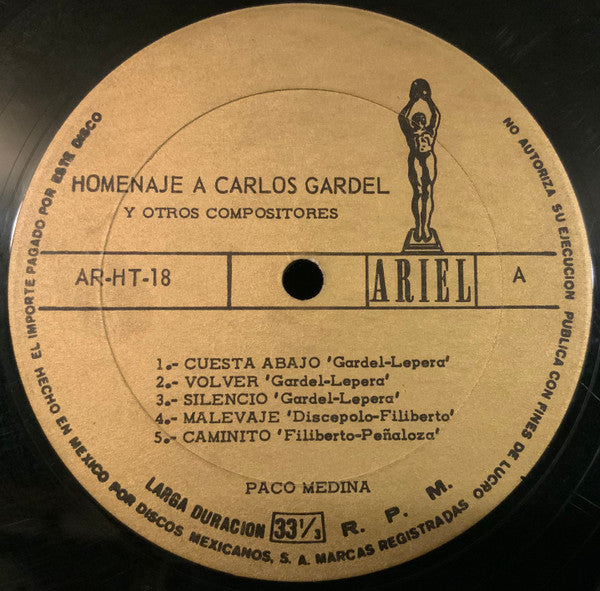 HOMENAJE A CARLOS GARDEL
Y OTROS COMPOSITORES
AR-HT-18
ARIEL
A
1.- CUESTA ABAJO 'Gardel-Lepera'
2.- VOLVER 'Gardel-Lepera'
3.- SILENCIO 'Gardel-Lepera'
4.- MALEVAJE 'Discepolo-Filiberto'
5.- CAMINITO 'Filiberto-Peñaloza'
PACO MEDINA
LARGA DURACION 33 1/3 R. P. M.
EL IMPORTE PAGADO POR ESTE DISCO
NO AUTORIZA SU EJECUCION PUBLICA CON FINES DE LUCRO
HECHO EN MEXICO POR DISCOS MEXICANOS, S. A. MARCAS REGISTRADAS